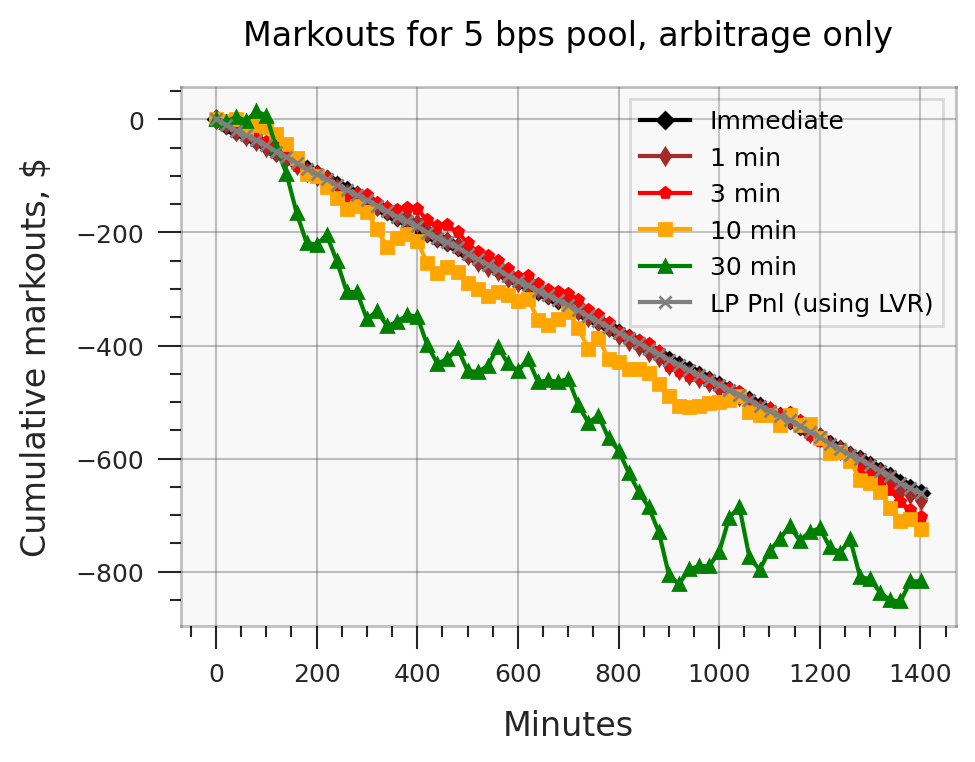 Markouts for 5 bps pool, arbitrage only
Cumulative markouts, $
0
−200
−400
−600
−800
Immediate
1 min
3 min
10 min
30 min
LP Pnl (using LVR)
0 200 400 600 800 1000 1200 1400
Minutes